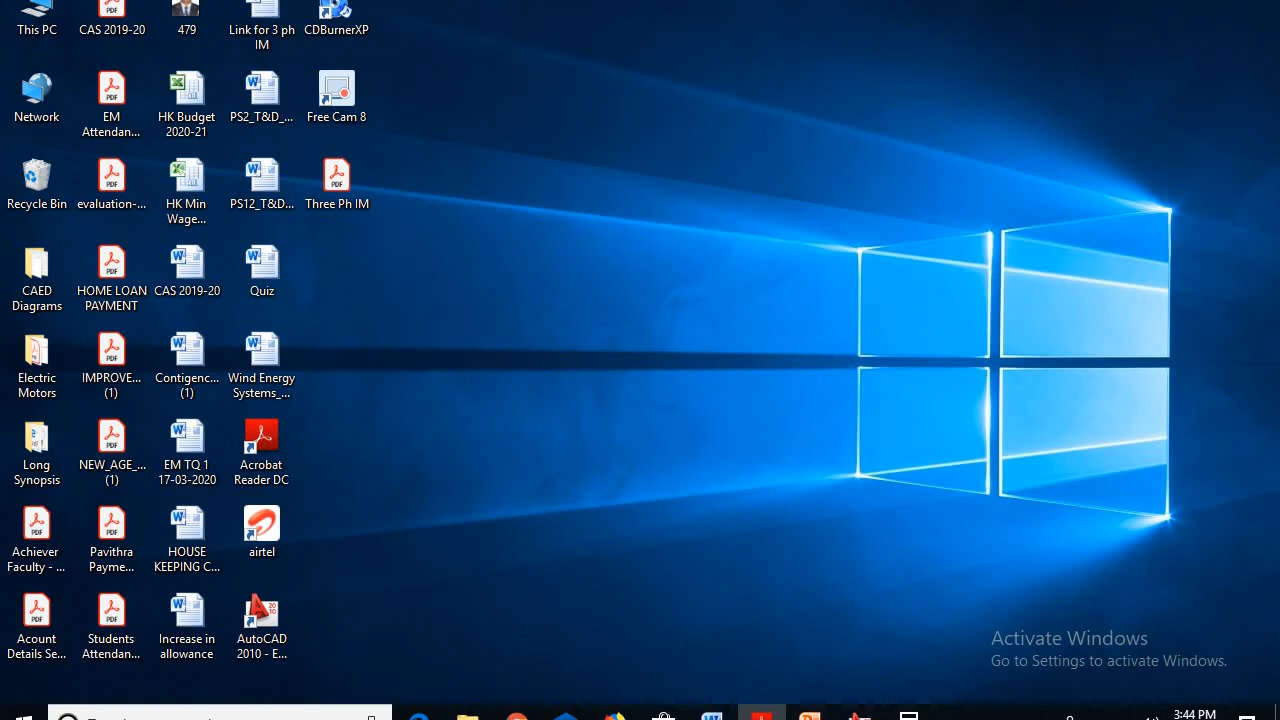 This PC
CAS 2019-20
479
Link for 3 ph
IM
CDBurnerXP
Network
EM
Attendan...
HK Budget
2020-21
PS2_T&D_...
Free Cam 8
Recycle Bin
evaluation-...
HK Min
Wage...
PS12_T&D...
Three Ph IM
CAED
Diagrams
HOME LOAN
PAYMENT
CAS 2019-20
Quiz
Electric
Motors
IMPROVE...
(1)
Contigenc...
(1)
Wind Energy
Systems_...
Long
Synopsis
NEW_AGE_...
(1)
EM TQ 1
17-03-2020
Acrobat
Reader DC
Achiever
Faculty - ...
Pavithra
Payme...
HOUSE
KEEPING C...
airtel
Acount
Details Se...
Students
Attendan...
Increase in
allowance
AutoCAD
2010 - E...
Activate Windows
Go to Settings to activate Windows.
3:44 PM